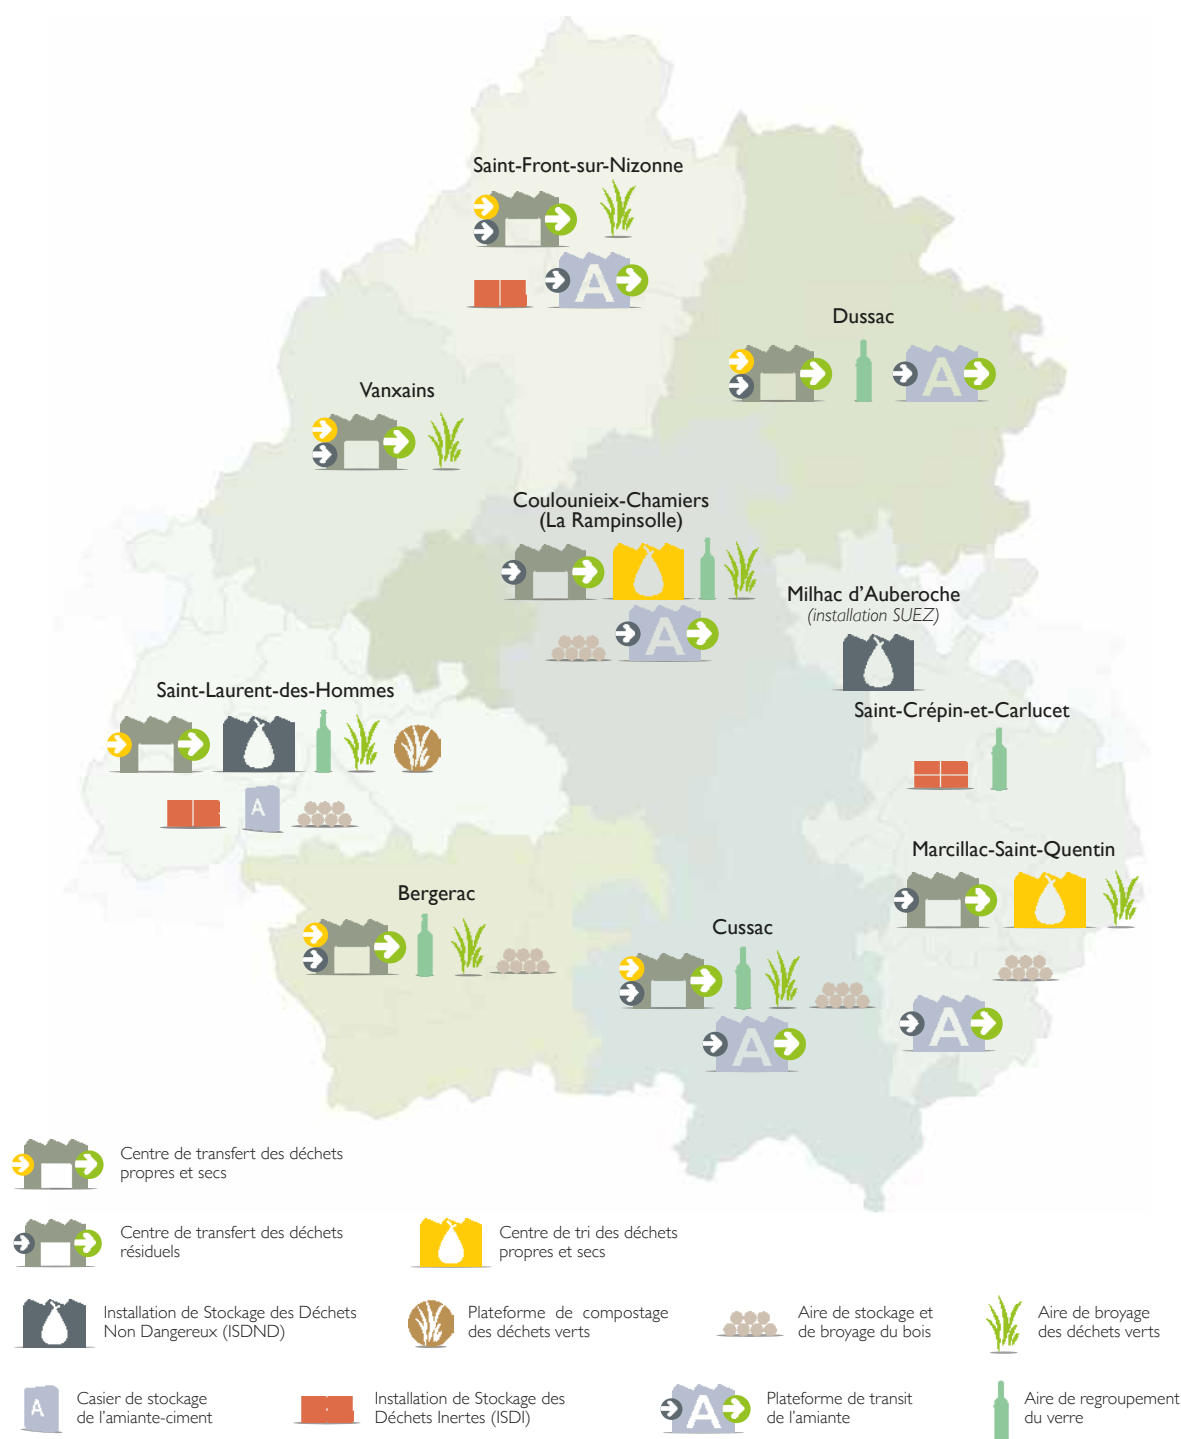 Saint-Front-sur-Nizonne
A
Dussac
A
Vanxains
Coulounieix-Chamiers
(La Rampinsolle)
A
Milhac d'Auberoche
(installation SUEZ)
Saint-Laurent-des-Hommes
A
Saint-Crépin-et-Carlucet
Marcillac-Saint-Quentin
A
Bergerac
Cussac
A
Centre de transfert des déchets
propres et secs
Centre de transfert des déchets
résiduels
Centre de tri des déchets
propres et secs
Installation de Stockage des Déchets
Non Dangereux (ISDND)
Plateforme de compostage
des déchets verts
Aire de stockage et
de broyage du bois
Aire de broyage
des déchets verts
A
Casier de stockage
de l'amiante-ciment
Installation de Stockage des
Déchets Inertes (ISDI)
A
Plateforme de transit
de l'amiante
Aire de regroupement
du verre